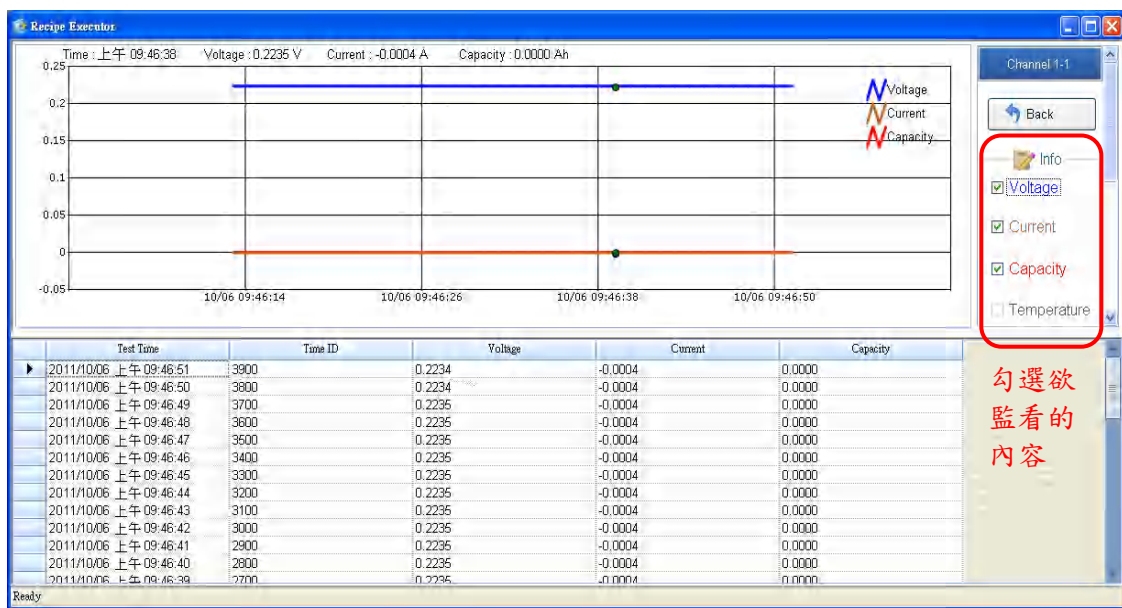 Recipe Executor
Time : 上午 09:46:38 Voltage : 0.2235 V Current : -0.0004 A Capacity : 0.0000 Ah
0.25
0.2
0.15
0.1
0.05
0
-0.05
10/06 09:46:14 10/06 09:46:26 10/06 09:46:38 10/06 09:46:50
Voltage
Current
Capacity
Channel 1-1
Back
Info
Voltage
Current
Capacity
Temperature
Test Time Time ID Voltage Current Capacity
2011/10/06 上午 09:46:51 3900 0.2234 -0.0004 0.0000
2011/10/06 上午 09:46:50 3800 0.2234 -0.0004 0.0000
2011/10/06 上午 09:46:49 3700 0.2235 -0.0004 0.0000
2011/10/06 上午 09:46:48 3600 0.2235 -0.0004 0.0000
2011/10/06 上午 09:46:47 3500 0.2235 -0.0004 0.0000
2011/10/06 上午 09:46:46 3400 0.2235 -0.0004 0.0000
2011/10/06 上午 09:46:45 3300 0.2235 -0.0004 0.0000
2011/10/06 上午 09:46:44 3200 0.2235 -0.0004 0.0000
2011/10/06 上午 09:46:43 3100 0.2235 -0.0004 0.0000
2011/10/06 上午 09:46:42 3000 0.2235 -0.0004 0.0000
2011/10/06 上午 09:46:41 2900 0.2235 -0.0004 0.0000
2011/10/06 上午 09:46:40 2800 0.2235 -0.0004 0.0000
2011/10/06 上午 09:46:39 2700 0.2235 -0.0004 0.0000
勾選欲
監看的
內容
Ready